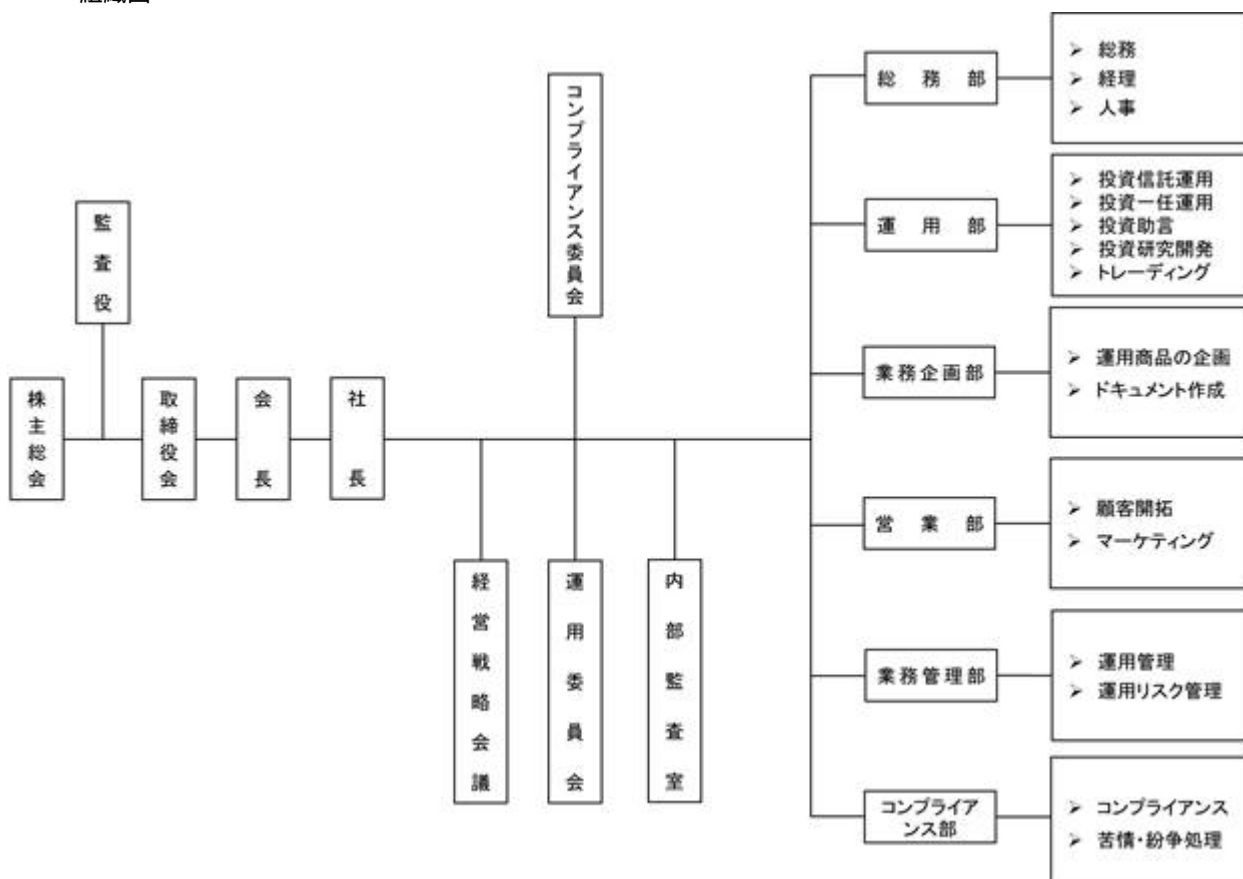 組織図
監査役
株主総会
取締役会
会長
社長
コンプライアンス委員会
経営戦略会議
運用委員会
内部監査室
総務部
➢ 総務
➢ 経理
➢ 人事
運用部
➢ 投資信託運用
➢ 投資一任運用
➢ 投資助言
➢ 投資研究開発
➢ トレーディング
業務企画部
➢ 運用商品の企画
➢ ドキュメント作成
営業部
➢ 顧客開拓
➢ マーケティング
業務管理部
➢ 運用管理
➢ 運用リスク管理
コンプライア
ンス部
➢ コンプライアンス
➢ 苦情・紛争処理